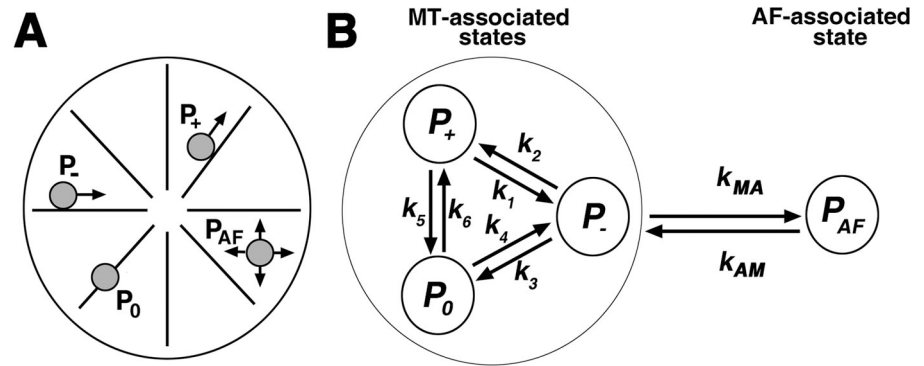 A
P+
P-
PAF
P0
B
MT-associated
states
AF-associated
state
P+
k2
k1
k5
k6
k4
k3
P-
P0
kMA
kAM
PAF